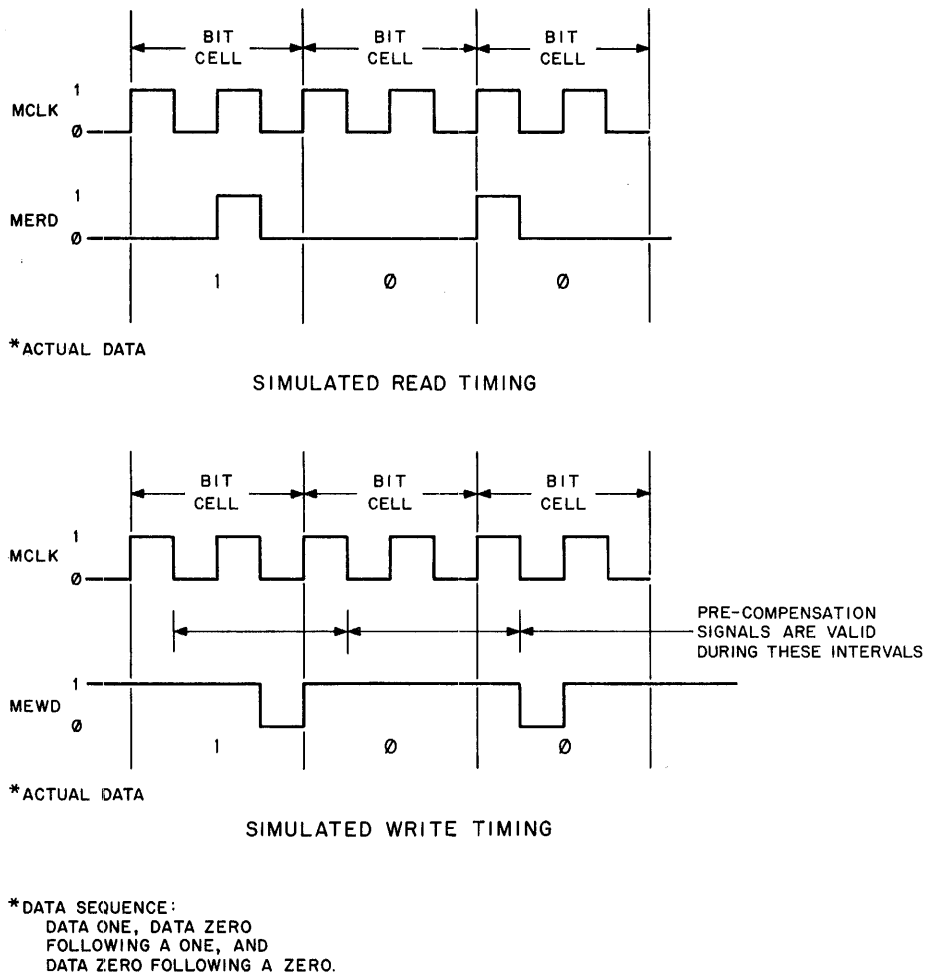 BIT BIT BIT
CELL CELL CELL
1
MCLK
Ø
1
MERD
Ø
1 Ø Ø
*ACTUAL DATA
SIMULATED READ TIMING
BIT BIT BIT
CELL CELL CELL
1
MCLK
Ø
PRE-COMPENSATION
SIGNALS ARE VALID
DURING THESE INTERVALS
1
MEWD
Ø
1 Ø Ø
*ACTUAL DATA
SIMULATED WRITE TIMING
*DATA SEQUENCE:
DATA ONE, DATA ZERO
FOLLOWING A ONE, AND
DATA ZERO FOLLOWING A ZERO.